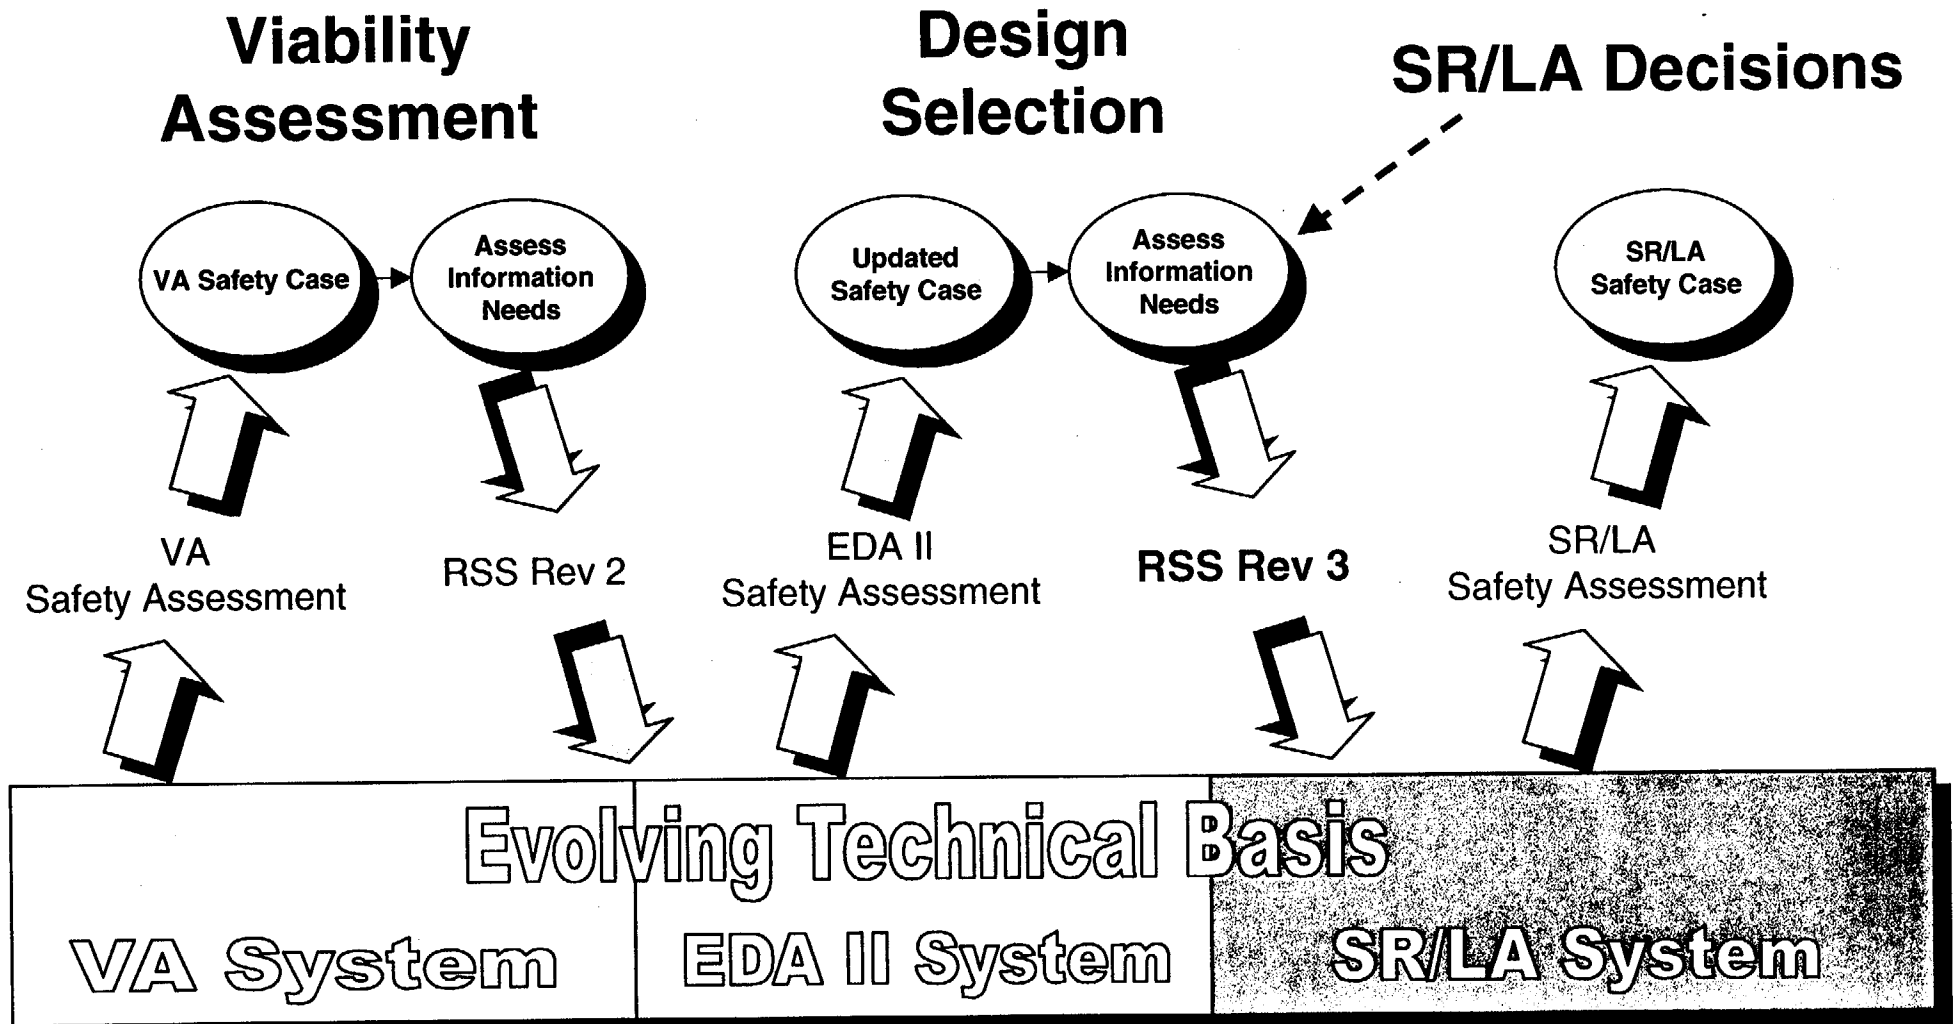 Viability
Assessment
Design
Selection
SR/LA Decisions
VA Safety Case
Assess
Information
Needs
Updated
Safety Case
Assess
Information
Needs
SR/LA
Safety Case
VA
Safety Assessment
RSS Rev 2
EDA II
Safety Assessment
RSS Rev 3
SR/LA
Safety Assessment
Evolving Technical Basis
VA System
EDA II System
SR/LA System